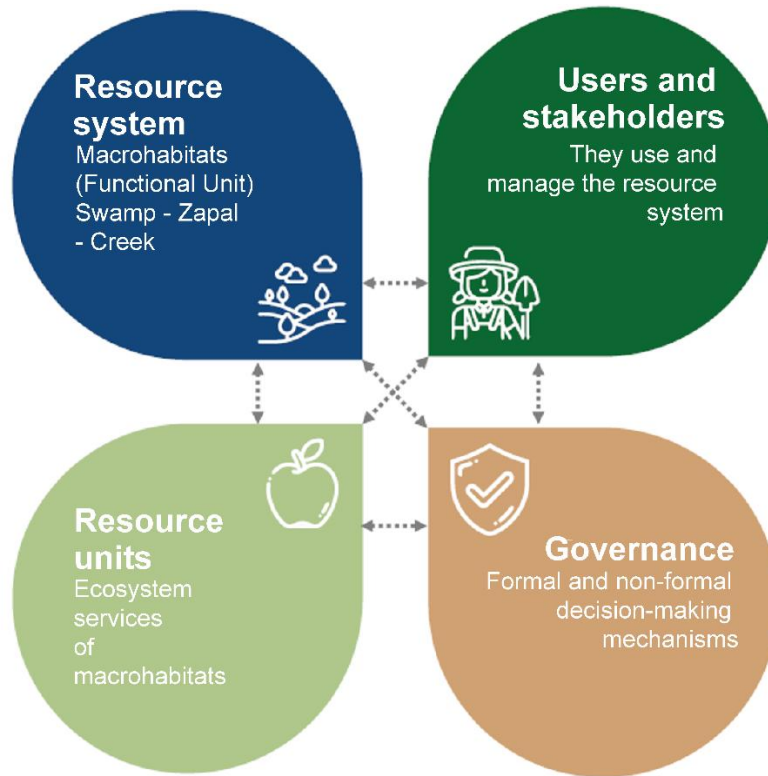 Resource
system
Macrohabitats
(Functional Unit)
Swamp - Zapal
- Creek
Users and
stakeholders
They use and
manage the resource
system
Resource
units
Ecosystem
services
of
macrohabitats
Governance
Formal and non-formal
decision-making
mechanisms